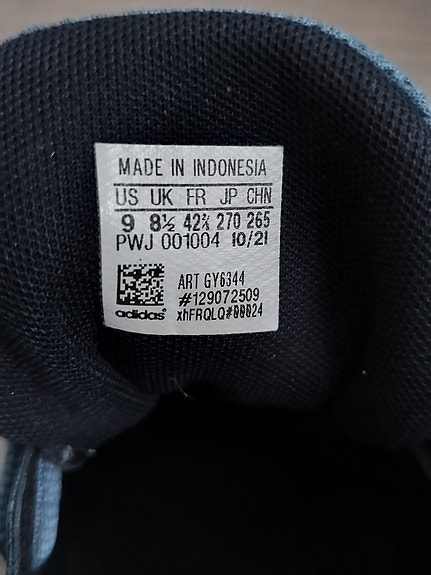 MADE IN INDONESIA
US UK FR JP CHN
9 8½ 42⅔ 270 265
PWJ 001004 10/21
ART GY6344
#129072509
adidas® xhFRQLQ#00024